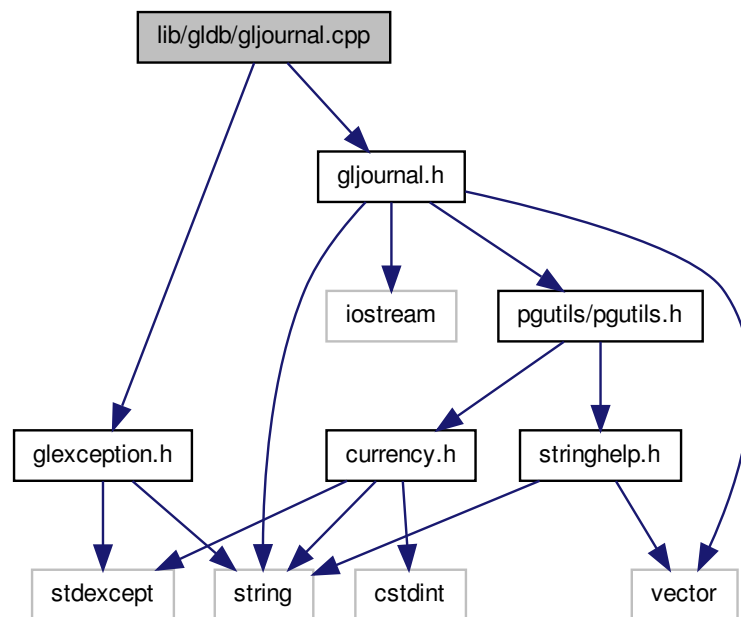 lib/gldb/gljournal.cpp
gljournal.h
iostream
pgutils/pgutils.h
glexception.h
currency.h
stringhelp.h
stdexcept
string
cstdint
vector